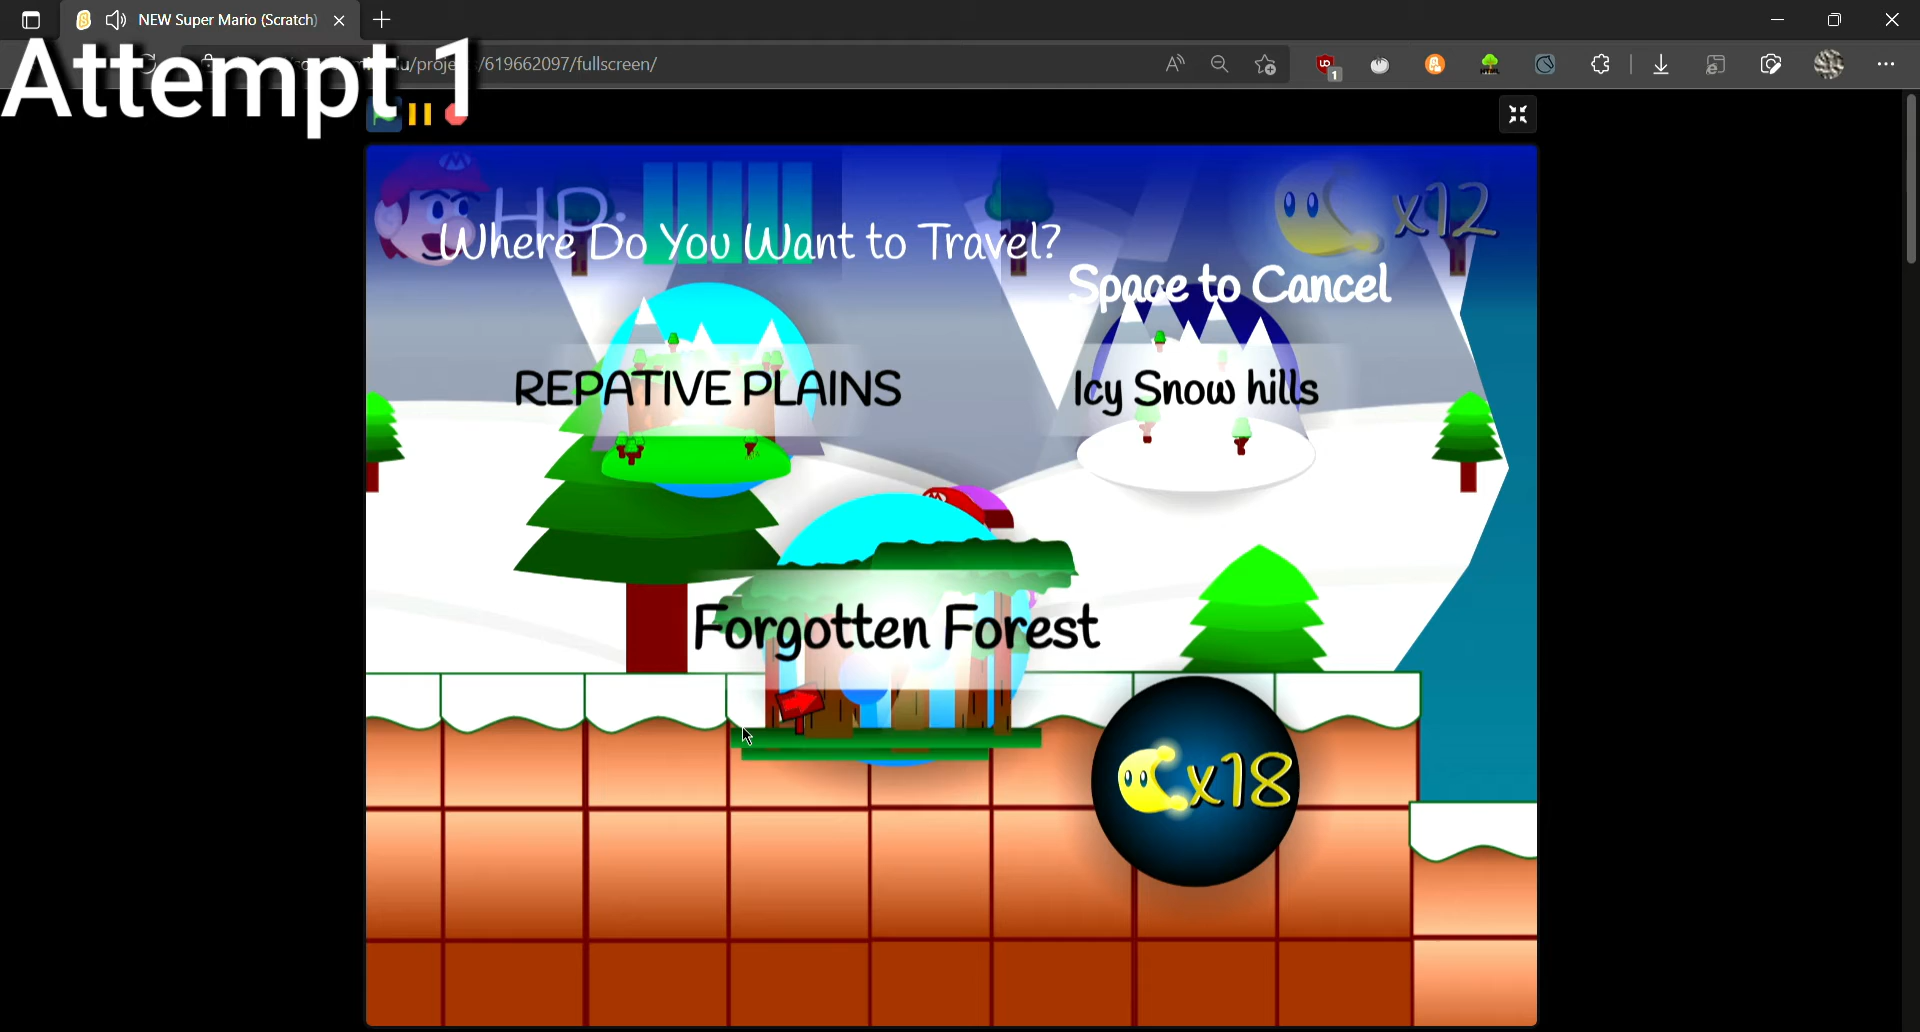 NEW Super Mario (Scratch)
Attempt 1
/619662097/fullscreen/
HP:
x12
Where Do You Want to Travel?
Space to Cancel
REPATIVE PLAINS
Icy Snow hills
Forgotten Forest
x18